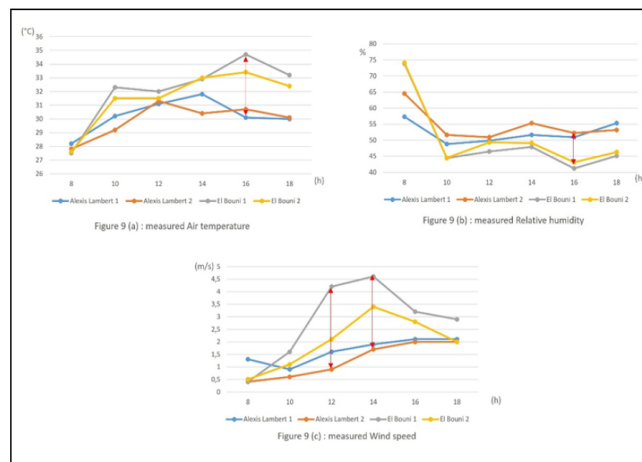 (°C)
36
35
34
33
32
31
30
29
28
27
26
8 10 12 14 16 18 (h)
Alexis Lambert 1 Alexis Lambert 2 El Bouni 1 El Bouni 2
Figure 9 (a) : measured Air temperature
%
80
75
70
65
60
55
50
45
40
8 10 12 14 16 18 (h)
Alexis Lambert 1 Alexis Lambert 2 El Bouni 1 El Bouni 2
Figure 9 (b) : measured Relative humidity
(m/s)
5
4,5
4
3,5
3
2,5
2
1,5
1
0,5
0
8 10 12 14 16 18 (h)
Alexis Lambert 1 Alexis Lambert 2 El Bouni 1 El Bouni 2
Figure 9 (c) : measured Wind speed